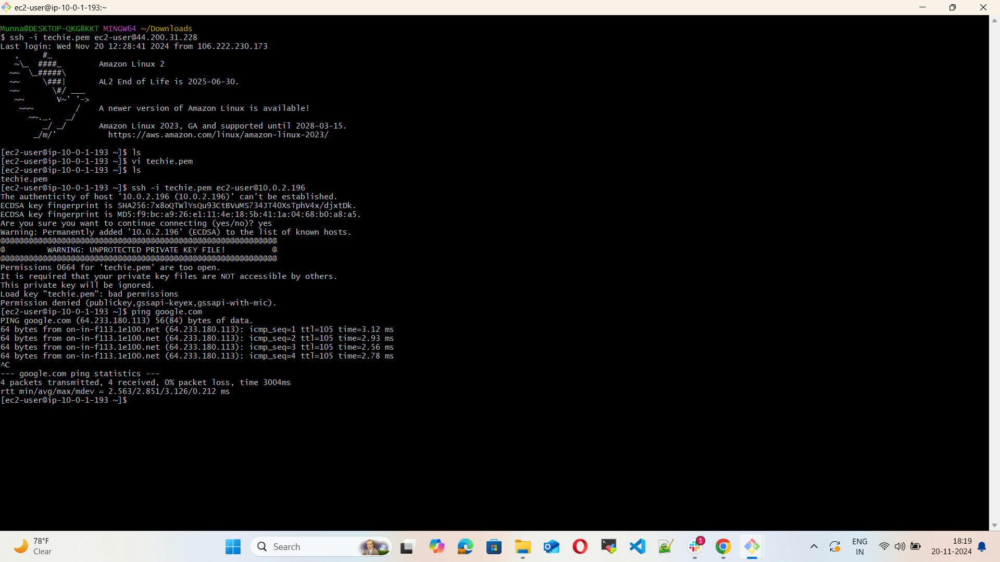 ec2-user@ip-10-0-1-193:~
Munna@DESKTOP-QKG8KKT MINGW64 ~/Downloads
$ ssh -i techie.pem ec2-user@44.200.31.228
Last login: Wed Nov 20 12:28:41 2024 from 106.222.230.173
   ,     #_
   ~\_  ####_        Amazon Linux 2
  ~~  \_#####\
  ~~     \###|       AL2 End of Life is 2025-06-30.
  ~~       \#/ ___
   ~~       V~' '->
    ~~~         /    A newer version of Amazon Linux is available!
      ~~._.   _/
         _/ _/       Amazon Linux 2023, GA and supported until 2028-03-15.
       _/m/'           https://aws.amazon.com/linux/amazon-linux-2023/
[ec2-user@ip-10-0-1-193 ~]$ ls
[ec2-user@ip-10-0-1-193 ~]$ vi techie.pem
[ec2-user@ip-10-0-1-193 ~]$ ls
techie.pem
[ec2-user@ip-10-0-1-193 ~]$ ssh -i techie.pem ec2-user@10.0.2.196
The authenticity of host '10.0.2.196 (10.0.2.196)' can't be established.
ECDSA key fingerprint is SHA256:7x8oQTWlYsQu93CtBVuMS734JT4OXsTphV4x/djxtDk.
ECDSA key fingerprint is MD5:f9:bc:a9:26:e1:11:4e:18:5b:41:1a:04:68:b0:a8:a5.
Are you sure you want to continue connecting (yes/no)? yes
Warning: Permanently added '10.0.2.196' (ECDSA) to the list of known hosts.
@@@@@@@@@@@@@@@@@@@@@@@@@@@@@@@@@@@@@@@@@@@@@@@@@@@@@@@@@@@
@         WARNING: UNPROTECTED PRIVATE KEY FILE!          @
@@@@@@@@@@@@@@@@@@@@@@@@@@@@@@@@@@@@@@@@@@@@@@@@@@@@@@@@@@@
Permissions 0664 for 'techie.pem' are too open.
It is required that your private key files are NOT accessible by others.
This private key will be ignored.
Load key "techie.pem": bad permissions
Permission denied (publickey,gssapi-keyex,gssapi-with-mic).
[ec2-user@ip-10-0-1-193 ~]$ ping google.com
PING google.com (64.233.180.113) 56(84) bytes of data.
64 bytes from on-in-f113.1e100.net (64.233.180.113): icmp_seq=1 ttl=105 time=3.12 ms
64 bytes from on-in-f113.1e100.net (64.233.180.113): icmp_seq=2 ttl=105 time=2.93 ms
64 bytes from on-in-f113.1e100.net (64.233.180.113): icmp_seq=3 ttl=105 time=2.56 ms
64 bytes from on-in-f113.1e100.net (64.233.180.113): icmp_seq=4 ttl=105 time=2.78 ms
^C
--- google.com ping statistics ---
4 packets transmitted, 4 received, 0% packet loss, time 3004ms
rtt min/avg/max/mdev = 2.563/2.851/3.126/0.212 ms
[ec2-user@ip-10-0-1-193 ~]$
78°F
Clear
Search
1
ENG
IN
18:19
20-11-2024